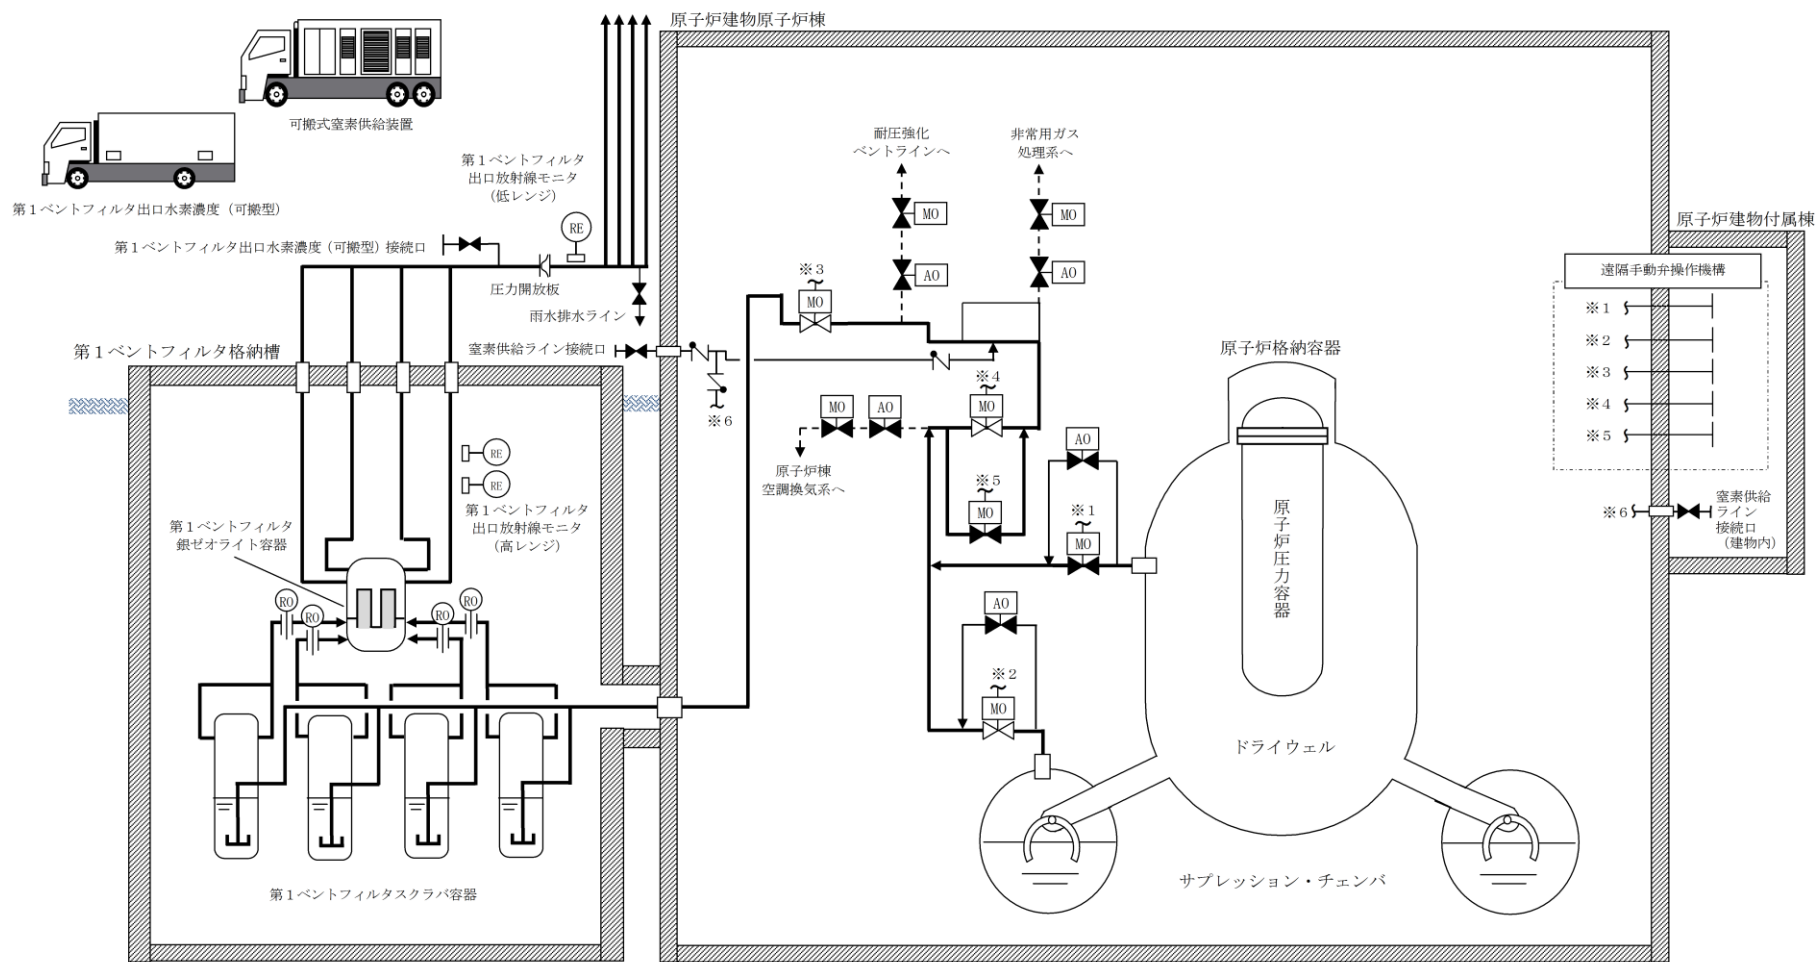 原子炉建物原子炉棟
可搬式窒素供給装置
第1ベントフィルタ出口水素濃度(可搬型)
第1ベントフィルタ
出口放射線モニタ
(低レンジ)
RE
耐圧強化
ベントラインへ
非常用ガス
処理系へ
MO
MO
AO
AO
原子炉建物付属棟
遠隔手動弁操作機構
※1
※2
※3
※4
※5
第1ベントフィルタ出口水素濃度(可搬型)接続口
圧力開放板
雨水排水ライン
※3
MO
第1ベントフィルタ格納槽
窒素供給ライン接続口
※6
原子炉格納容器
※4
MO
MO
AO
AO
原子炉棟
空調換気系へ
※5
MO
※1
MO
RE
RE
第1ベントフィルタ
出口放射線モニタ
(高レンジ)
第1ベントフィルタ
銀ゼオライト容器
原子炉圧力容器
※6
窒素供給
ライン
接続口
(建物内)
RO
RO
RO
RO
AO
※2
MO
ドライウェル
サプレッション・チェンバ
第1ベントフィルタスクラバ容器